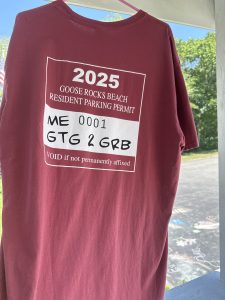 2025
GOOSE ROCKS BEACH
RESIDENT PARKING PERMIT
ME 0001
GTG 2 GRB
VOID if not permanently affixed